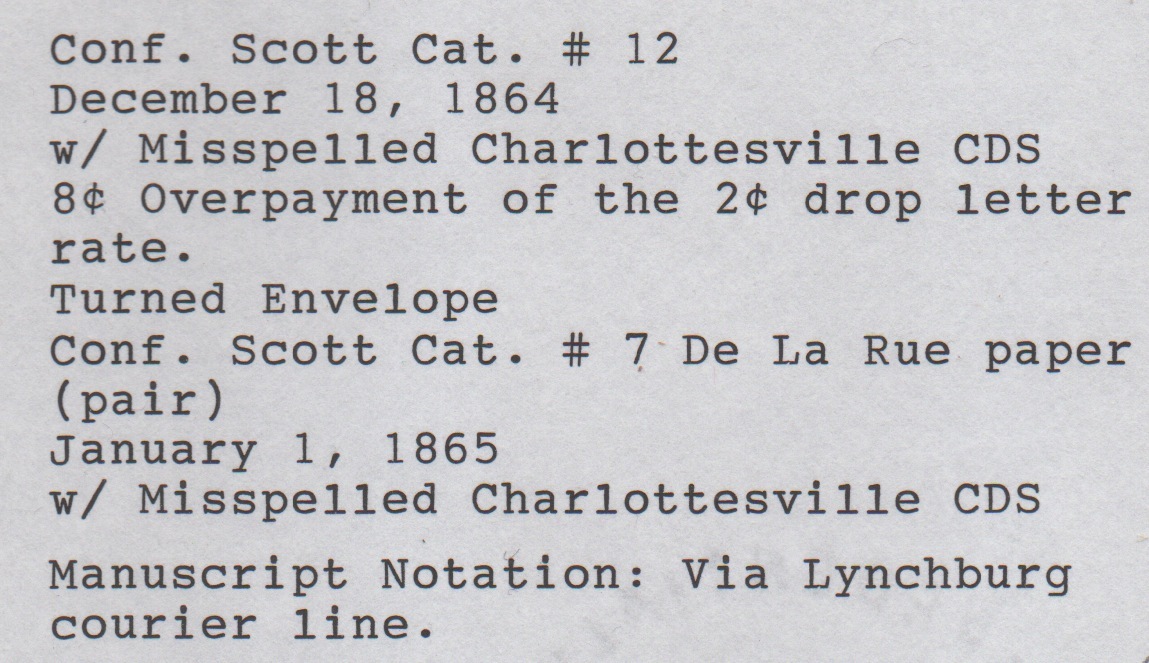 Conf. Scott Cat. # 12
December 18, 1864
w/ Misspelled Charlottesville CDS
8¢ Overpayment of the 2¢ drop letter
rate.
Turned Envelope
Conf. Scott Cat. # 7 De La Rue paper
(pair)
January 1, 1865
w/ Misspelled Charlottesville CDS
Manuscript Notation: Via Lynchburg
courier line.